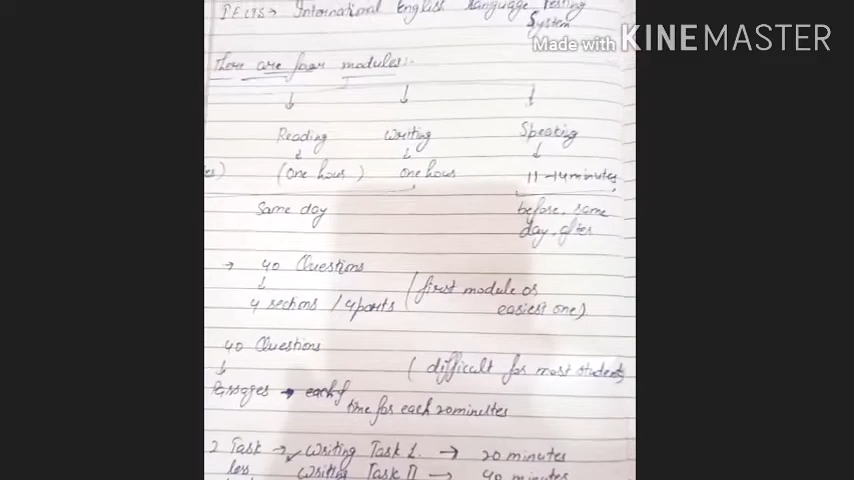 IELTS → International English Language Testing
System
Made with KINEMASTER
There are four modules:-
Reading Writing Speaking
(One hour) one hour 11-14 minutes
Same day before, same
day, after
→ 40 Questions (first module or
4 sections / 4 parts easiest one)
40 Questions
(difficult for most students
Passages → each
time for each 20 minutes
2 Task → Writing Task I. → 20 minutes
Writing Task II → 40 minutes